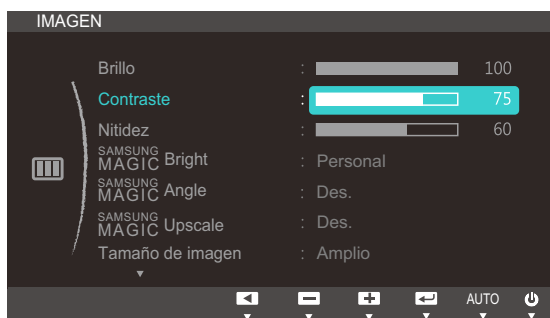 IMAGEN
Brillo : 100
Contraste : 75
Nitidez : 60
SAMSUNG MAGIC Bright : Personal
SAMSUNG MAGIC Angle : Des.
SAMSUNG MAGIC Upscale : Des.
Tamaño de imagen : Amplio
AUTO